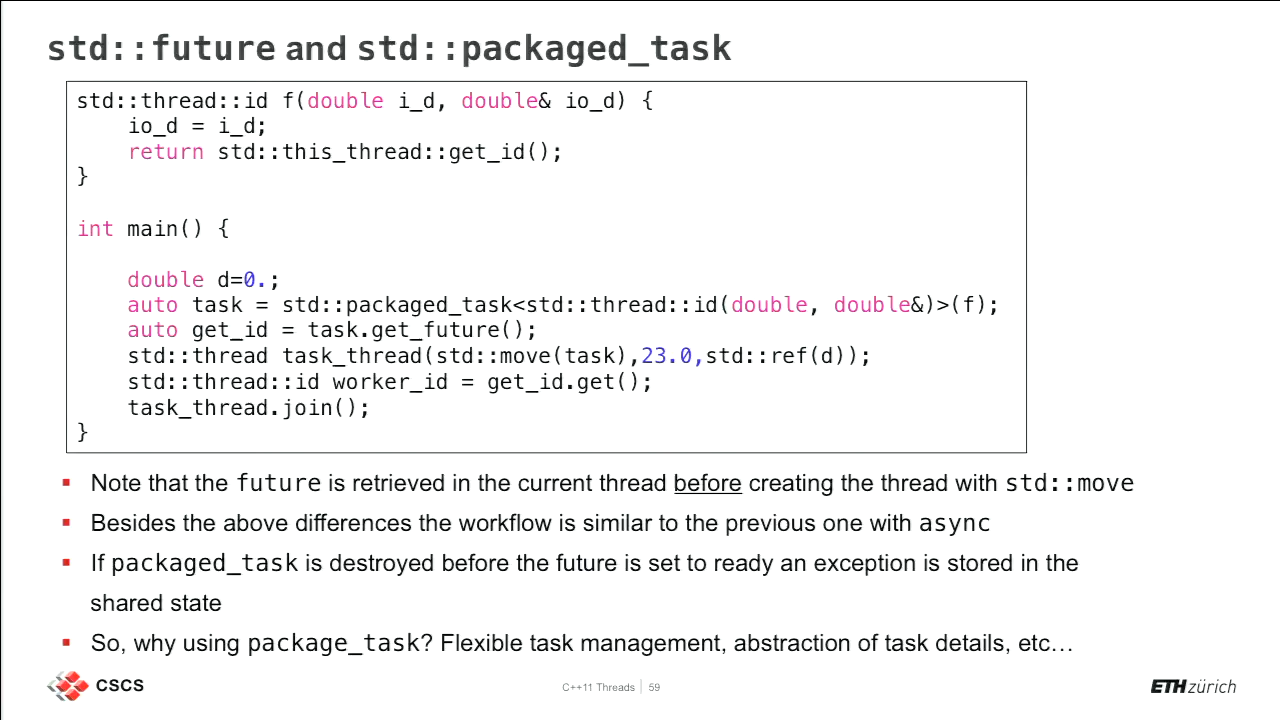 std::future and std::packaged_task
std::thread::id f(double i_d, double& io_d) {
    io_d = i_d;
    return std::this_thread::get_id();
}
int main() {
    double d=0.;
    auto task = std::packaged_task<std::thread::id(double, double&)>(f);
    auto get_id = task.get_future();
    std::thread task_thread(std::move(task),23.0,std::ref(d));
    std::thread::id worker_id = get_id.get();
    task_thread.join();
}
▪ Note that the future is retrieved in the current thread before creating the thread with std::move
▪ Besides the above differences the workflow is similar to the previous one with async
▪ If packaged_task is destroyed before the future is set to ready an exception is stored in the
shared state
▪ So, why using package_task? Flexible task management, abstraction of task details, etc…
CSCS
C++11 Threads | 59
ETH zürich